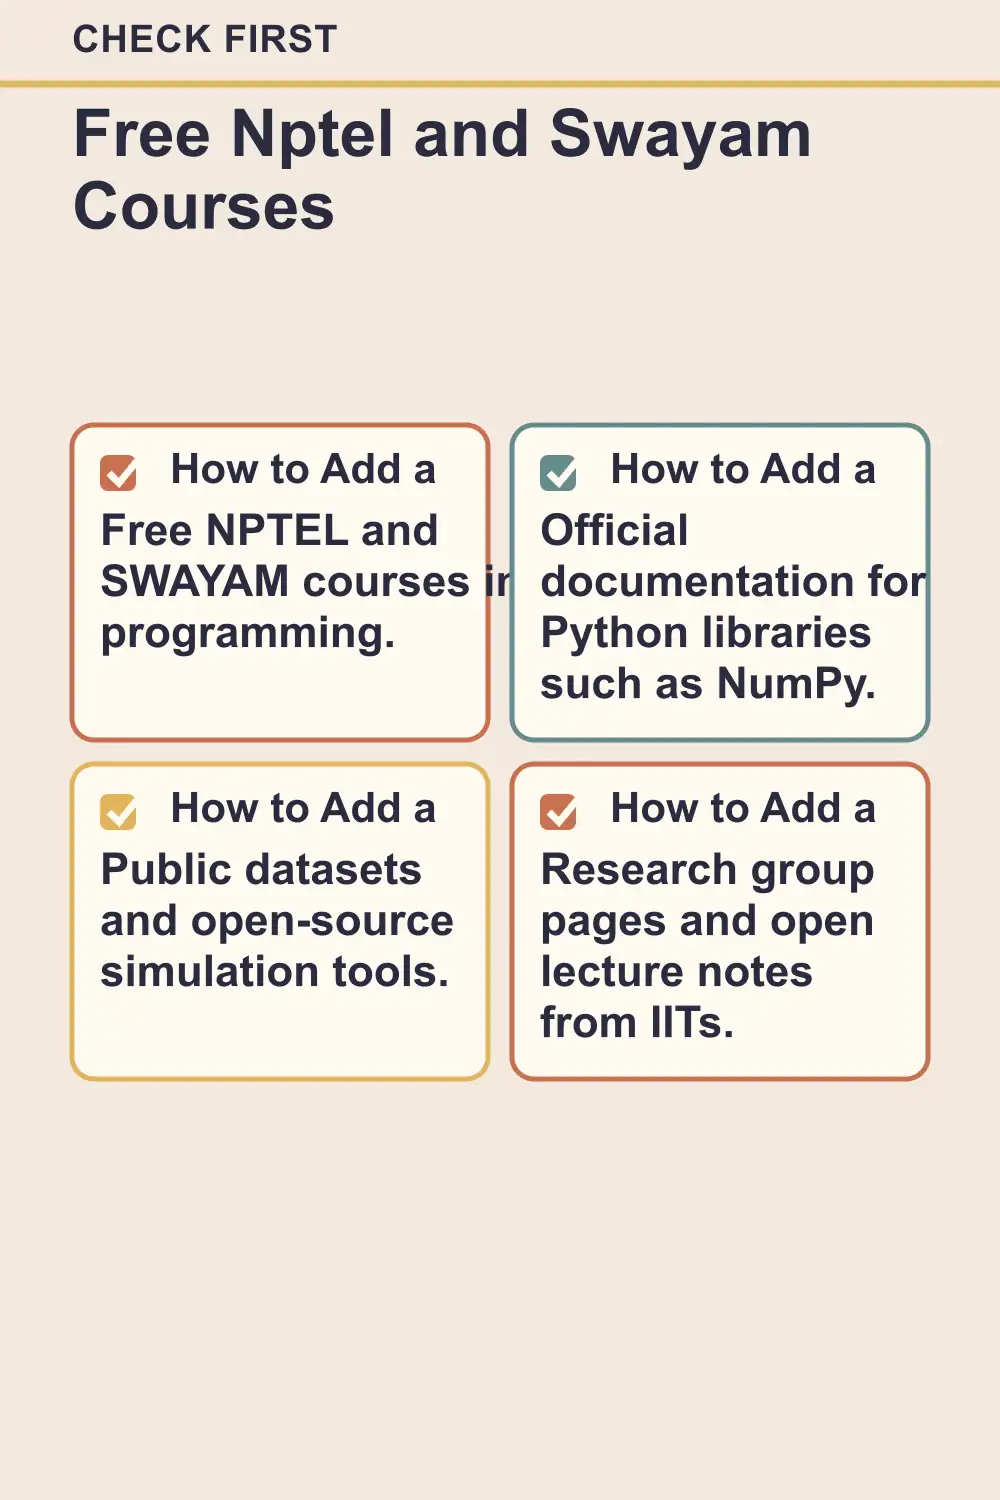 CHECK FIRST
Free Nptel and Swayam
Courses
How to Add a
Free NPTEL and
SWAYAM courses in
programming.
How to Add a
Official
documentation for
Python libraries
such as NumPy.
How to Add a
Public datasets
and open-source
simulation tools.
How to Add a
Research group
pages and open
lecture notes
from IITs.